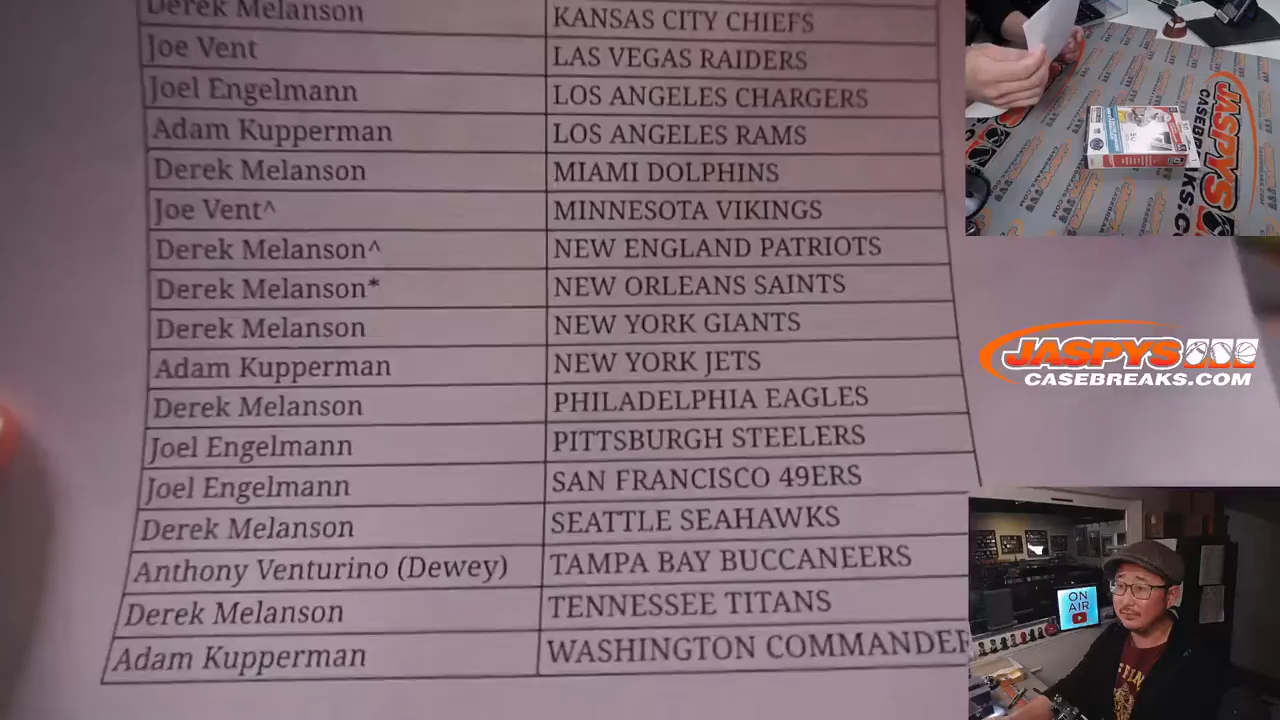 Derek Melanson KANSAS CITY CHIEFS
Joe Vent LAS VEGAS RAIDERS
Joel Engelmann LOS ANGELES CHARGERS
Adam Kupperman LOS ANGELES RAMS
Derek Melanson MIAMI DOLPHINS
Joe Vent^ MINNESOTA VIKINGS
Derek Melanson^ NEW ENGLAND PATRIOTS
Derek Melanson* NEW ORLEANS SAINTS
Derek Melanson NEW YORK GIANTS
Adam Kupperman NEW YORK JETS
Derek Melanson PHILADELPHIA EAGLES
Joel Engelmann PITTSBURGH STEELERS
Joel Engelmann SAN FRANCISCO 49ERS
Derek Melanson SEATTLE SEAHAWKS
Anthony Venturino (Dewey) TAMPA BAY BUCCANEERS
Derek Melanson TENNESSEE TITANS
Adam Kupperman WASHINGTON COMMANDER
JASPYS
CASEBREAKS.COM
JASPYS
CASEBREAKS.COM
ON
AIR